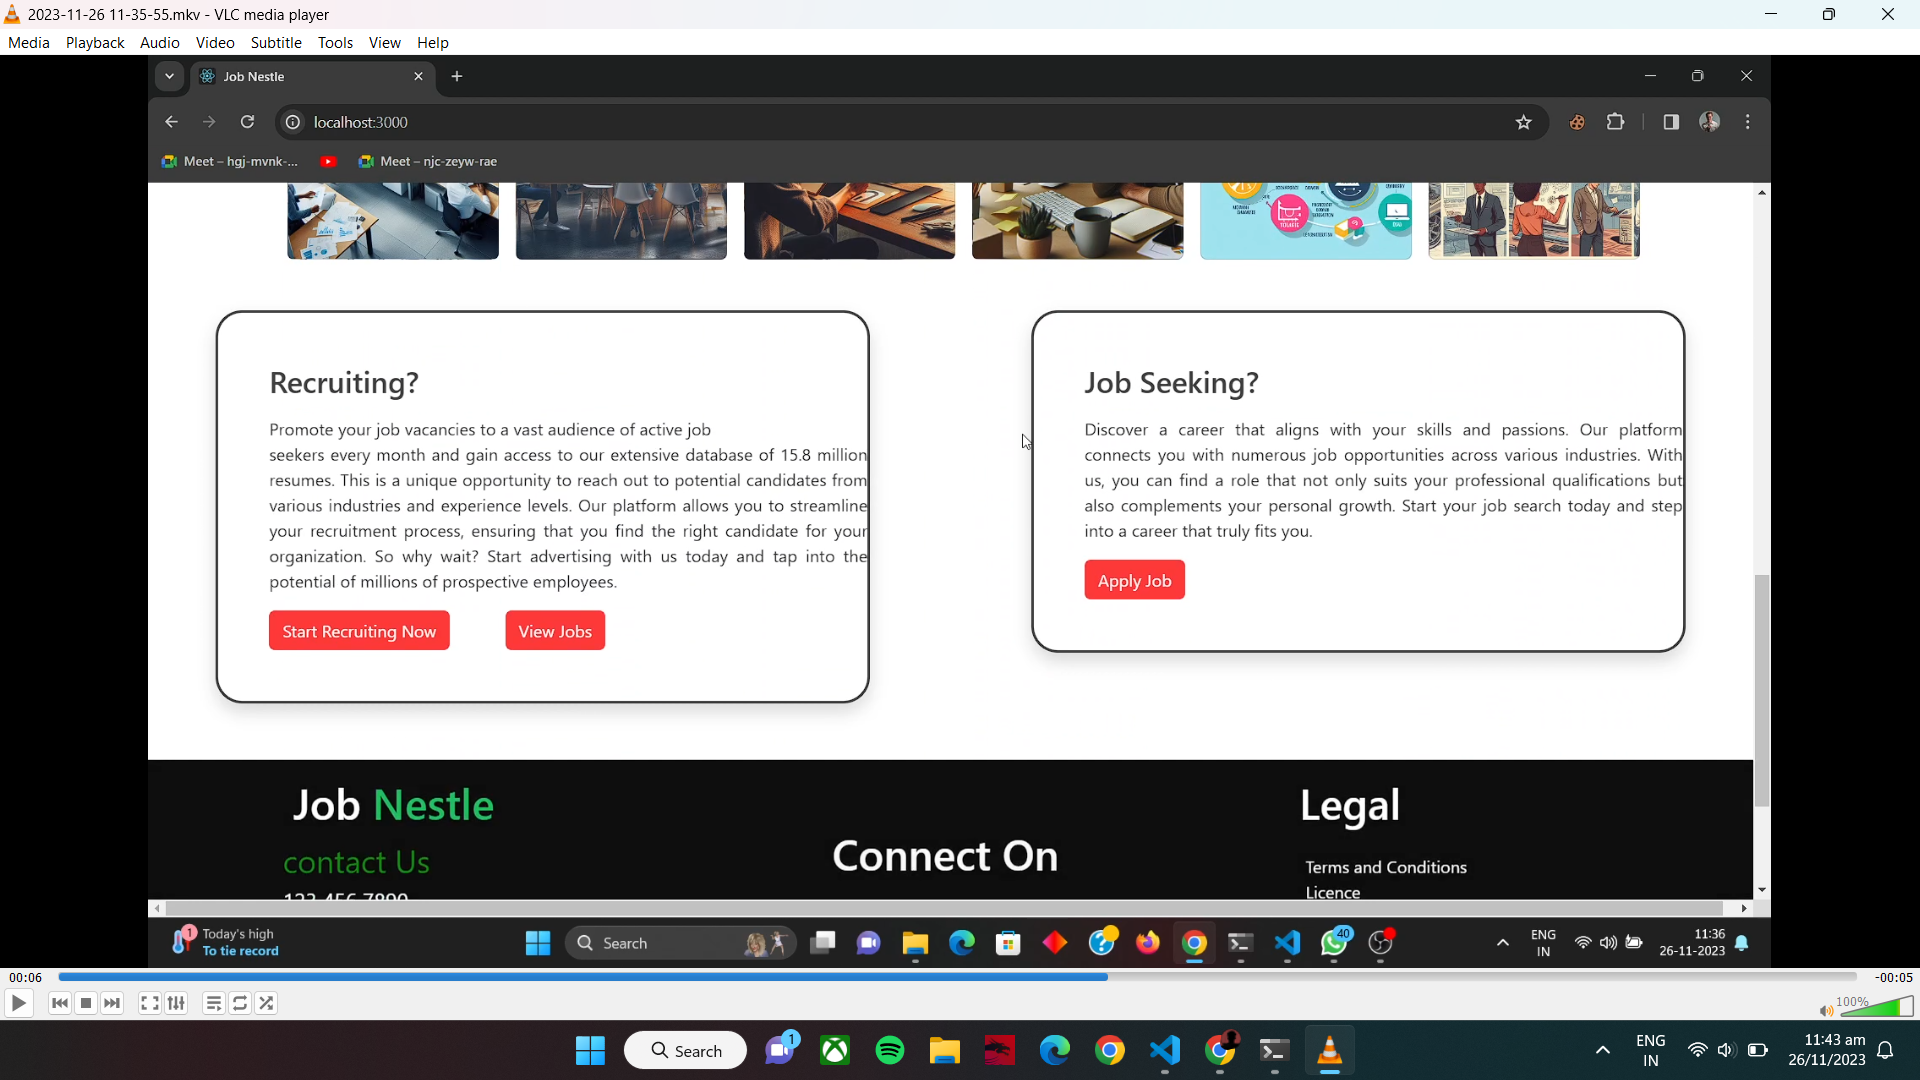 2023-11-26 11-35-55.mkv - VLC media player
Media Playback Audio Video Subtitle Tools View Help
Job Nestle
localhost:3000
Meet – hgj-mvnk-...
Meet – njc-zeyw-rae
Recruiting?
Promote your job vacancies to a vast audience of active job
seekers every month and gain access to our extensive database of 15.8 million
resumes. This is a unique opportunity to reach out to potential candidates from
various industries and experience levels. Our platform allows you to streamline
your recruitment process, ensuring that you find the right candidate for your
organization. So why wait? Start advertising with us today and tap into the
potential of millions of prospective employees.
Start Recruiting Now
View Jobs
Job Seeking?
Discover a career that aligns with your skills and passions. Our platform
connects you with numerous job opportunities across various industries. With
us, you can find a role that not only suits your professional qualifications but
also complements your personal growth. Start your job search today and step
into a career that truly fits you.
Apply Job
Job Nestle
contact Us
123 456 7890
Connect On
Legal
Terms and Conditions
Licence
1
Today's high
To tie record
Search
40
ENG
IN
11:36
26-11-2023
00:06
-00:05
100%
Search
1
ENG
IN
11:43 am
26/11/2023